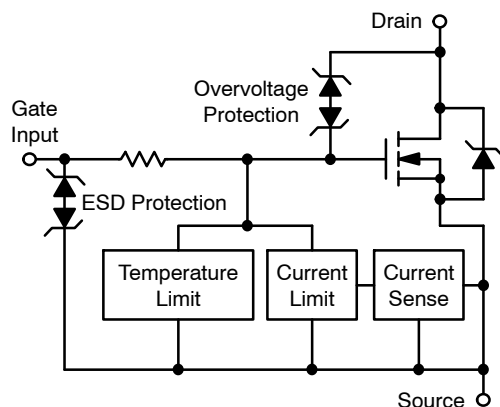 Drain
Overvoltage
Protection
Gate
Input
ESD Protection
Temperature
Limit
Current
Limit
Current
Sense
Source